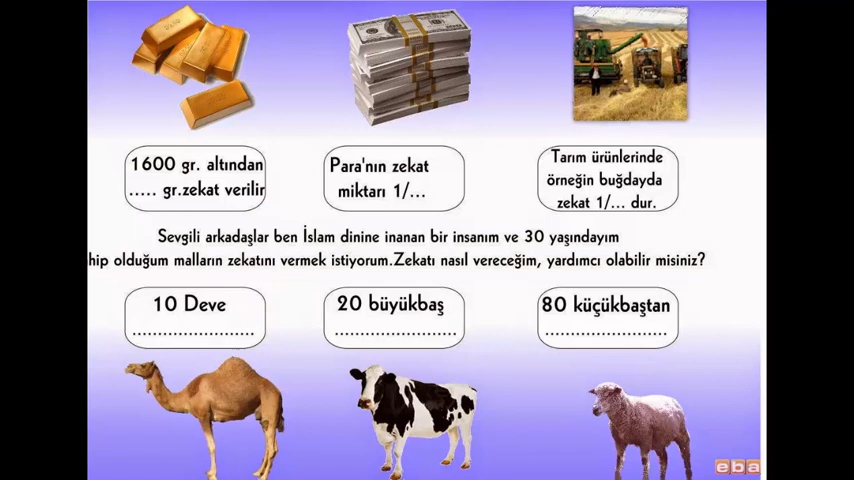 1600 gr. altından
..... gr.zekat verilir
Para'nın zekat
miktarı 1/...
Tarım ürünlerinde
örneğin buğdayda
zekat 1/... dur.
Sevgili arkadaşlar ben İslam dinine inanan bir insanım ve 30 yaşındayım
hip olduğum malların zekatını vermek istiyorum.Zekatı nasıl vereceğim, yardımcı olabilir misiniz?
10 Deve
........................
20 büyükbaş
........................
80 küçükbaştan
........................
eba